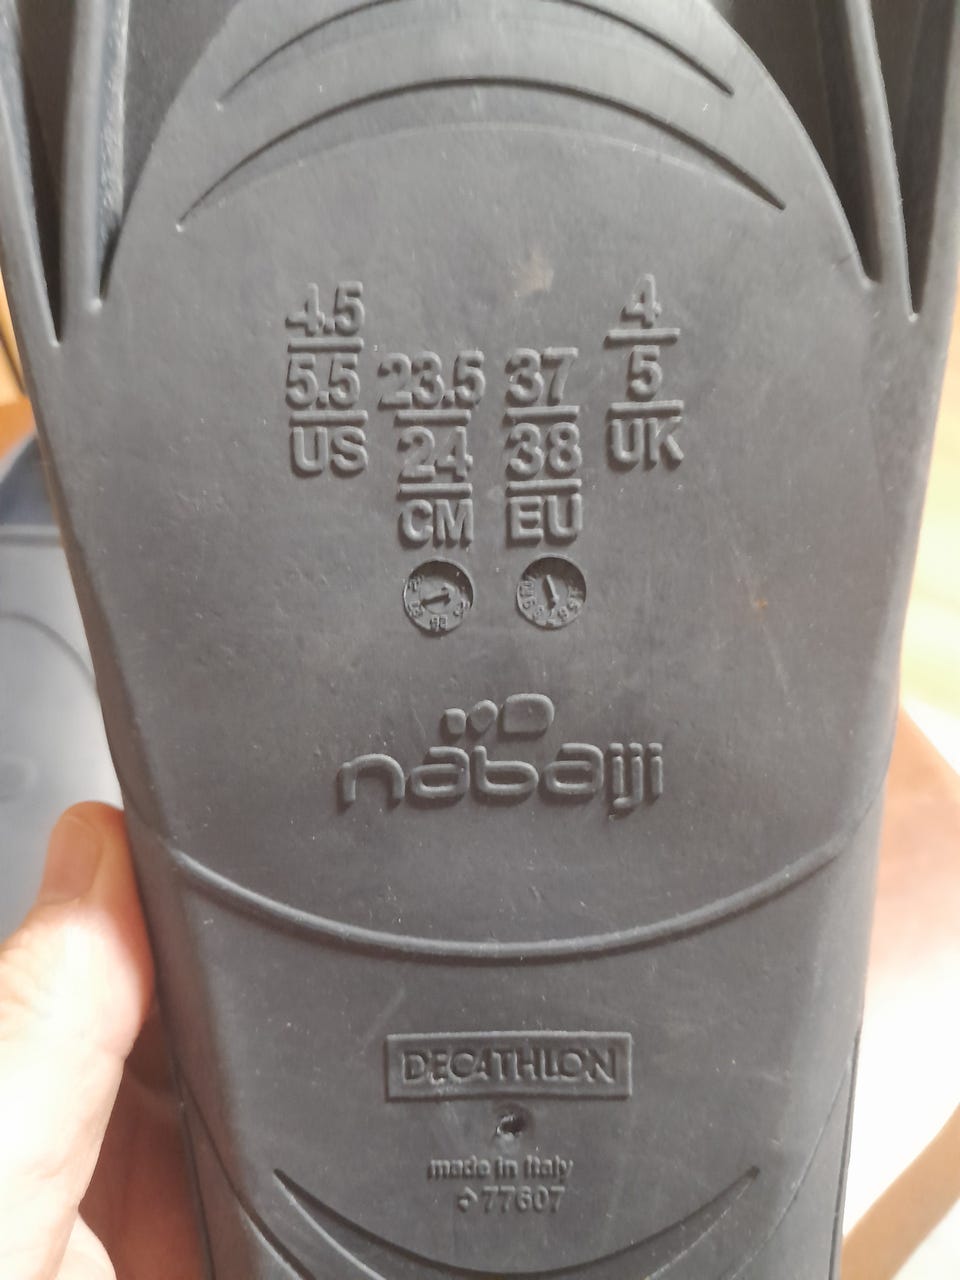 4.5
5.5
US
23.5
24
CM
37
38
EU
4
5
UK
nabaiji
DECATHLON
made in Italy
77607